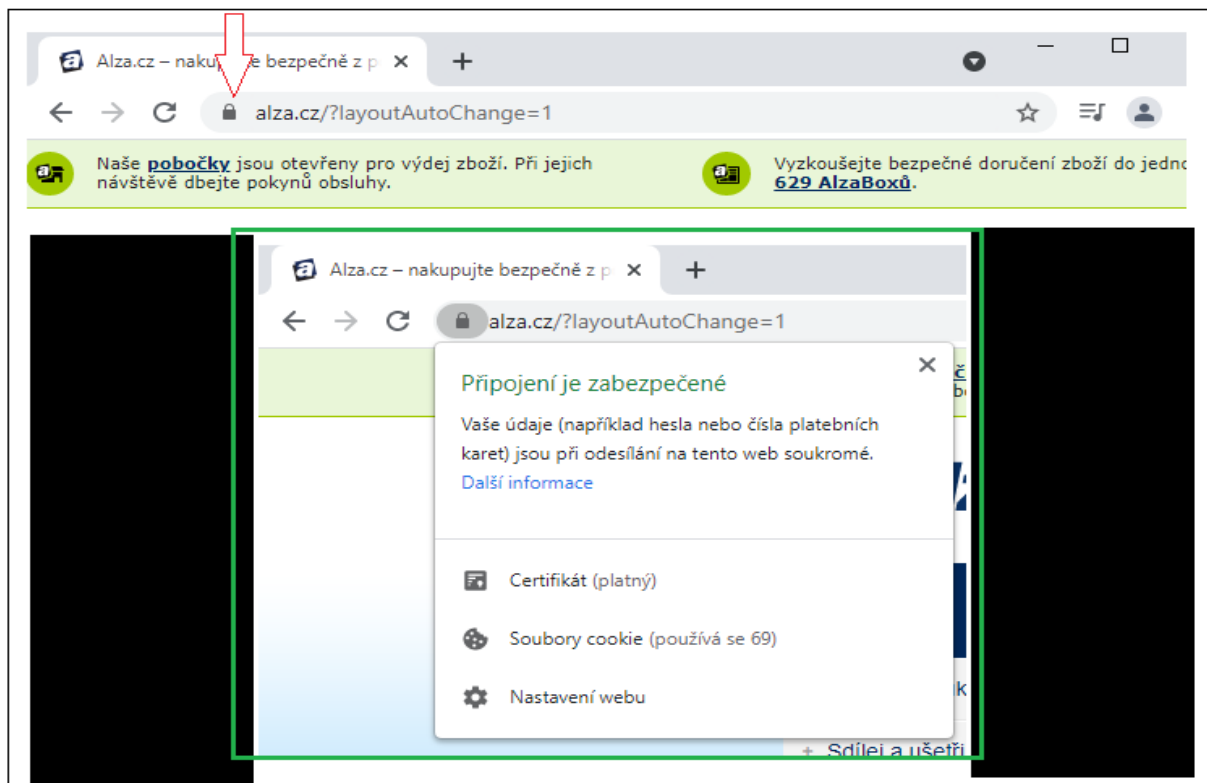 Alza.cz – naku e bezpečně z p
alza.cz/?layoutAutoChange=1
Naše pobočky jsou otevřeny pro výdej zboží. Při jejich
návštěvě dbejte pokynů obsluhy.
Vyzkoušejte bezpečné doručení zboží do jedno
629 AlzaBoxů.
Alza.cz – nakupujte bezpečně z p
alza.cz/?layoutAutoChange=1
Připojení je zabezpečené
Vaše údaje (například hesla nebo čísla platebních
karet) jsou při odesílání na tento web soukromé.
Další informace
Certifikát (platný)
Soubory cookie (používá se 69)
Nastavení webu
Sdílej a ušetři